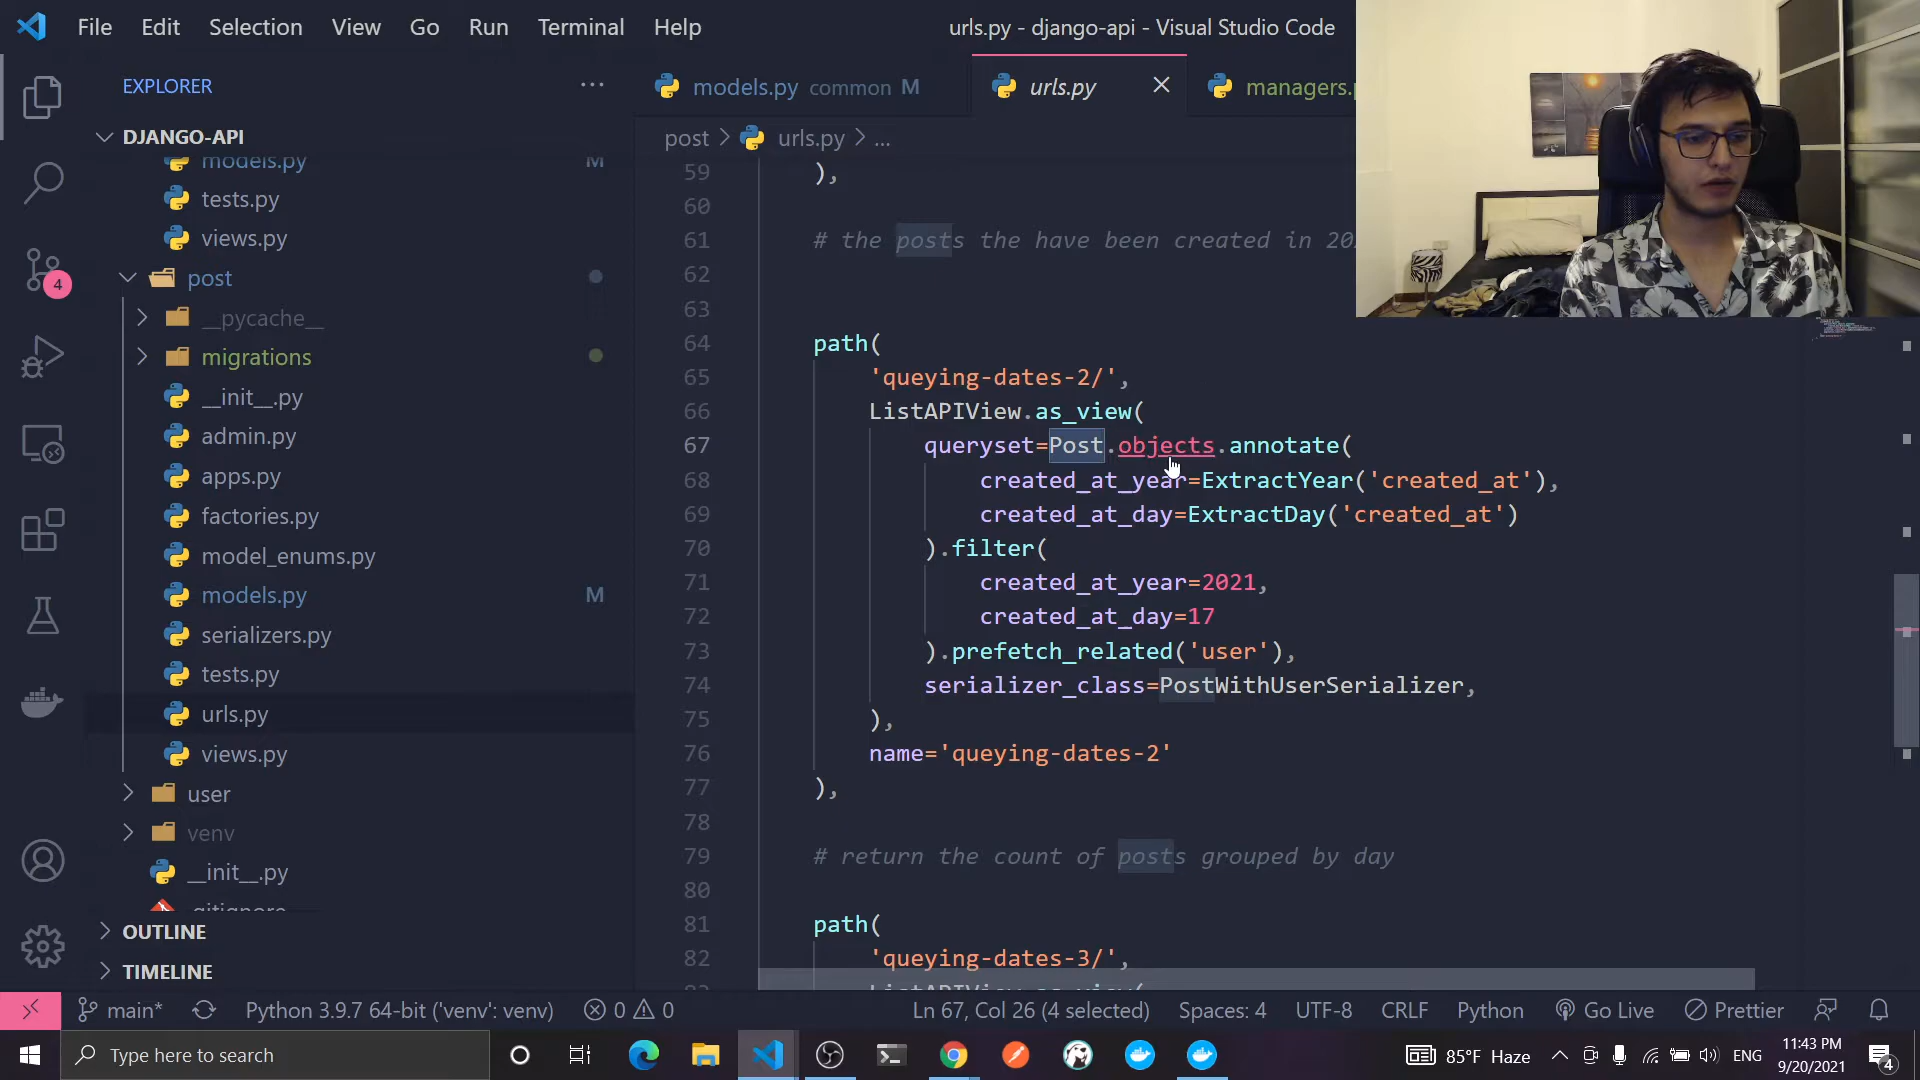 File Edit Selection View Go Run Terminal Help
urls.py - django-api - Visual Studio Code
EXPLORER
models.py common M
urls.py
managers.p
DJANGO-API
post > urls.py > ...
models.py M
tests.py
views.py
post
__pycache__
migrations
__init__.py
admin.py
apps.py
factories.py
model_enums.py
models.py M
serializers.py
tests.py
urls.py
views.py
user
venv
__init__.py
.gitignore
OUTLINE
TIMELINE
4
59 ),
60
61 # the posts the have been created in 20
62
63
64 path(
65 'queying-dates-2/',
66 ListAPIView.as_view(
67 queryset=Post.objects.annotate(
68 created_at_year=ExtractYear('created_at'),
69 created_at_day=ExtractDay('created_at')
70 ).filter(
71 created_at_year=2021,
72 created_at_day=17
73 ).prefetch_related('user'),
74 serializer_class=PostWithUserSerializer,
75 ),
76 name='queying-dates-2'
77 ),
78
79 # return the count of posts grouped by day
80
81 path(
82 'queying-dates-3/',
83 ListAPIView.as_view(
main* Python 3.9.7 64-bit ('venv': venv) 0 0 Ln 67, Col 26 (4 selected) Spaces: 4 UTF-8 CRLF Python Go Live Prettier
Type here to search
85°F Haze ENG 11:43 PM
9/20/2021
4